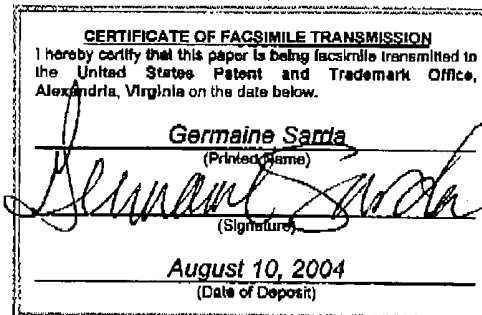 CERTIFICATE OF FACSIMILE TRANSMISSION
I hereby certify that this paper is being facsimile transmitted to
the United States Patent and Trademark Office,
Alexandria, Virginia on the date below.
Germaine Sarda
(Printed Name)
Germaine Sarda
(Signature)
August 10, 2004
(Date of Deposit)